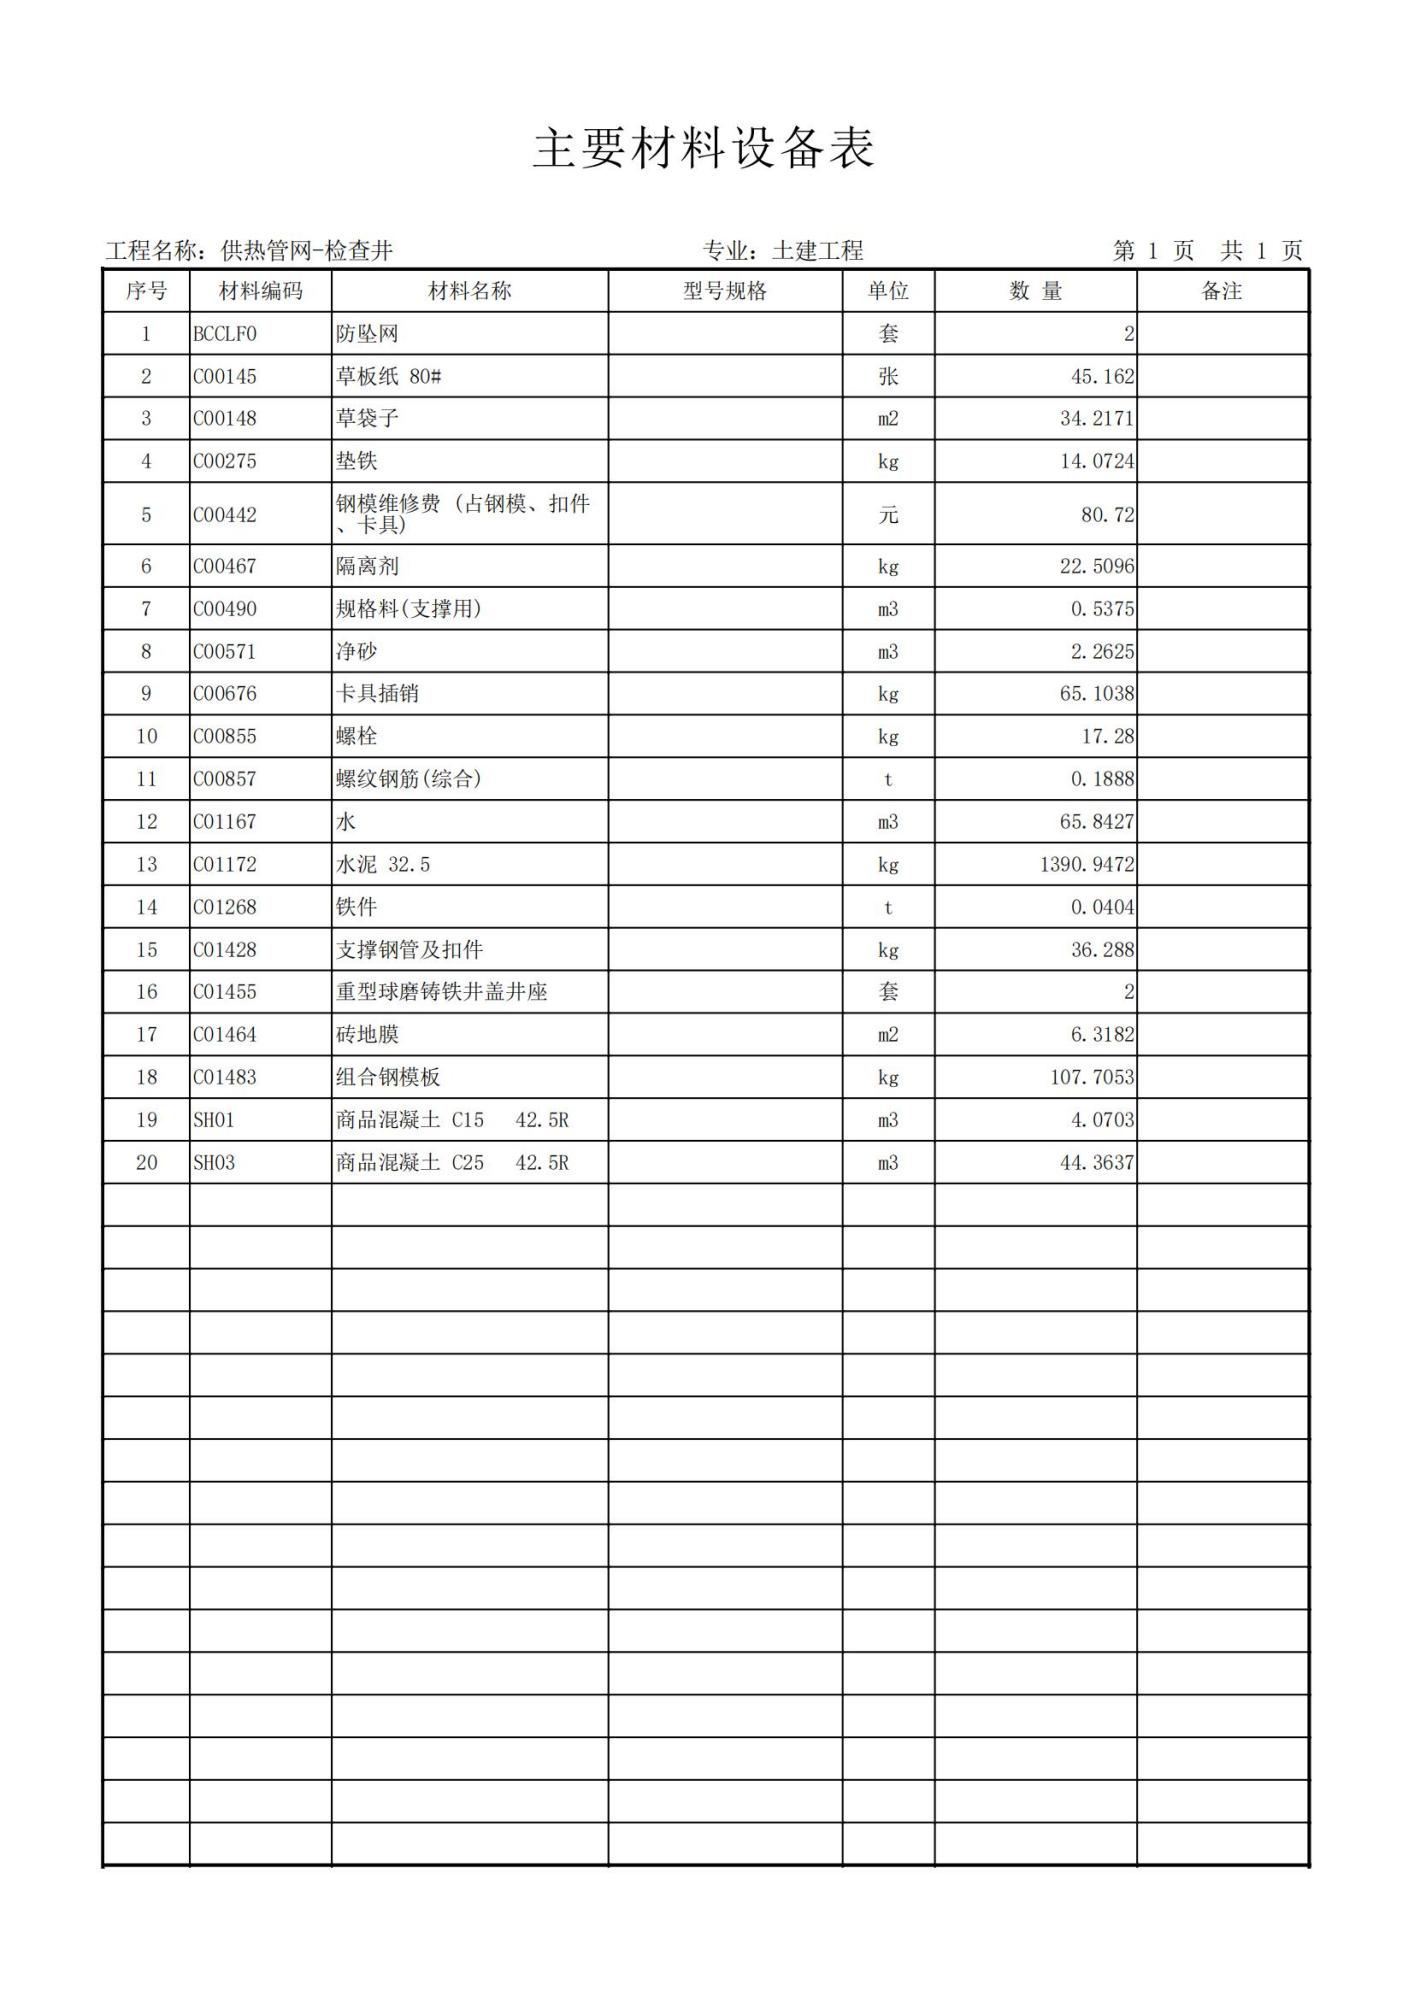 主要材料设备表
工程名称：供热管网-检查井 专业：土建工程 第 1 页 共 1 页
序号 材料编码 材料名称 型号规格 单位 数 量 备注
1 BCCLF0 防坠网 套 2
2 C00145 草板纸 80# 张 45.162
3 C00148 草袋子 m2 34.2171
4 C00275 垫铁 kg 14.0724
5 C00442 钢模维修费 (占钢模、扣件 元 80.72
、卡具)
6 C00467 隔离剂 kg 22.5096
7 C00490 规格料(支撑用) m3 0.5375
8 C00571 净砂 m3 2.2625
9 C00676 卡具插销 kg 65.1038
10 C00855 螺栓 kg 17.28
11 C00857 螺纹钢筋(综合) t 0.1888
12 C01167 水 m3 65.8427
13 C01172 水泥 32.5 kg 1390.9472
14 C01268 铁件 t 0.0404
15 C01428 支撑钢管及扣件 kg 36.288
16 C01455 重型球磨铸铁井盖井座 套 2
17 C01464 砖地膜 m2 6.3182
18 C01483 组合钢模板 kg 107.7053
19 SH01 商品混凝土 C15 42.5R m3 4.0703
20 SH03 商品混凝土 C25 42.5R m3 44.3637